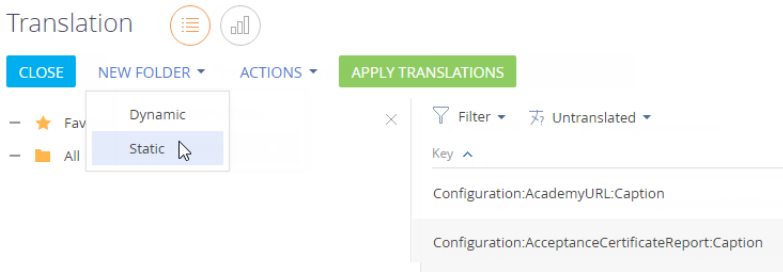 Translation
CLOSE NEW FOLDER ACTIONS APPLY TRANSLATIONS
Dynamic
Static
Fav
All
Filter Untranslated
Key
Configuration:AcademyURL:Caption
Configuration:AcceptanceCertificateReport:Caption